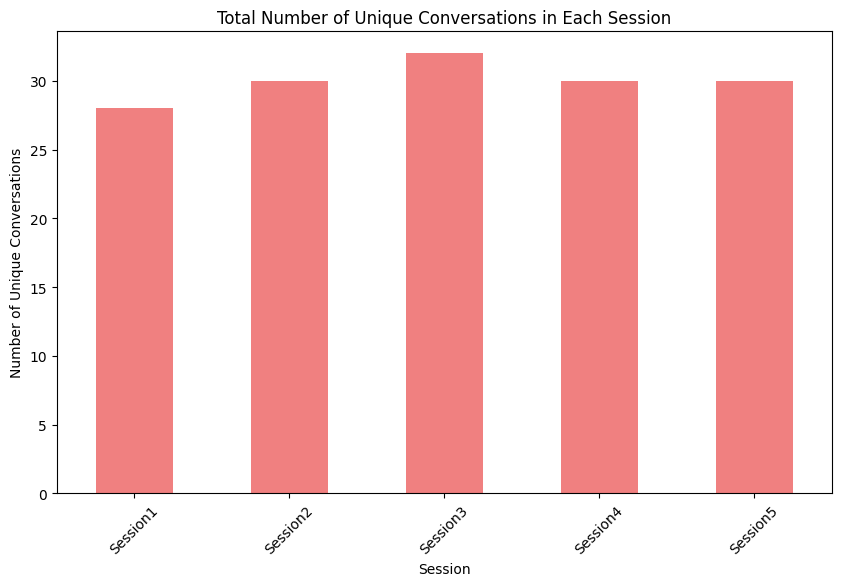 Total Number of Unique Conversations in Each Session
Number of Unique Conversations
30
25
20
15
10
5
0
Session1
Session2
Session3
Session4
Session5
Session